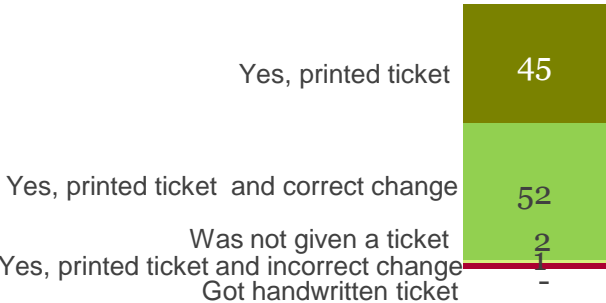 Yes, printed ticket 45
Yes, printed ticket and correct change 52
Was not given a ticket 2
Yes, printed ticket and incorrect change 1
Got handwritten ticket -